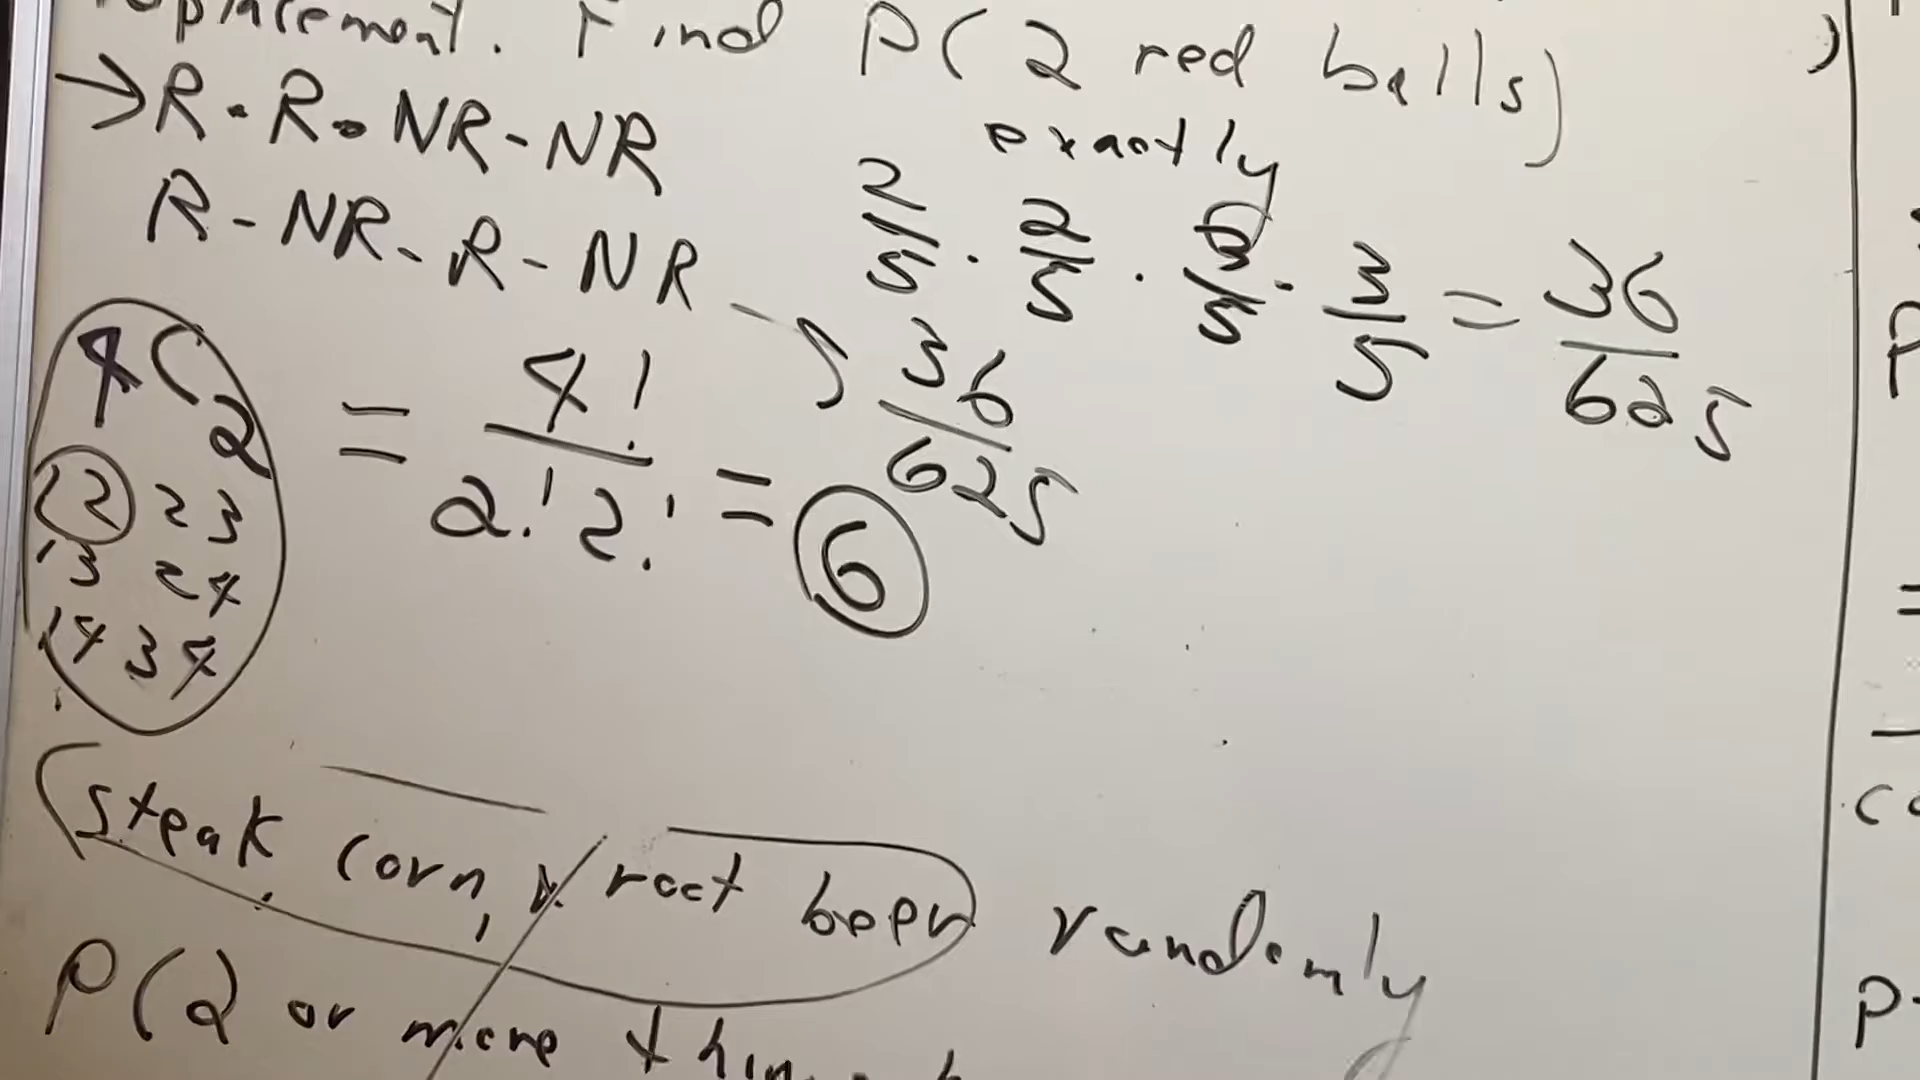 placement. Find P(2 red balls)
exactly
→ R · R · NR - NR
R - NR - R - NR
2/5 · 2/5 · 3/5 · 3/5 = 36/625
36/625
4C2 = 4!/2!2! = 6
12 23
13 24
14 34
(steak corn, & root beer randomly
P(2 or more thin